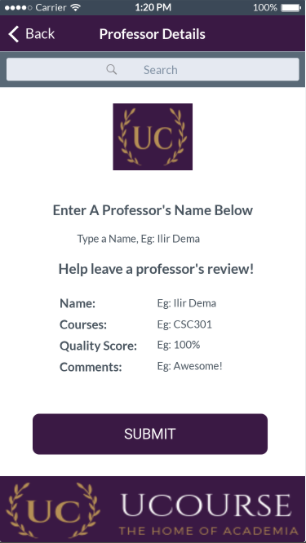 Carrier 1:20 PM 100%
Back Professor Details
Search
UC
Enter A Professor's Name Below
Type a Name, Eg: Ilir Dema
Help leave a professor's review!
Name: Eg: Ilir Dema
Courses: Eg: CSC301
Quality Score: Eg: 100%
Comments: Eg: Awesome!
SUBMIT
UC UCOURSE
THE HOME OF ACADEMIA